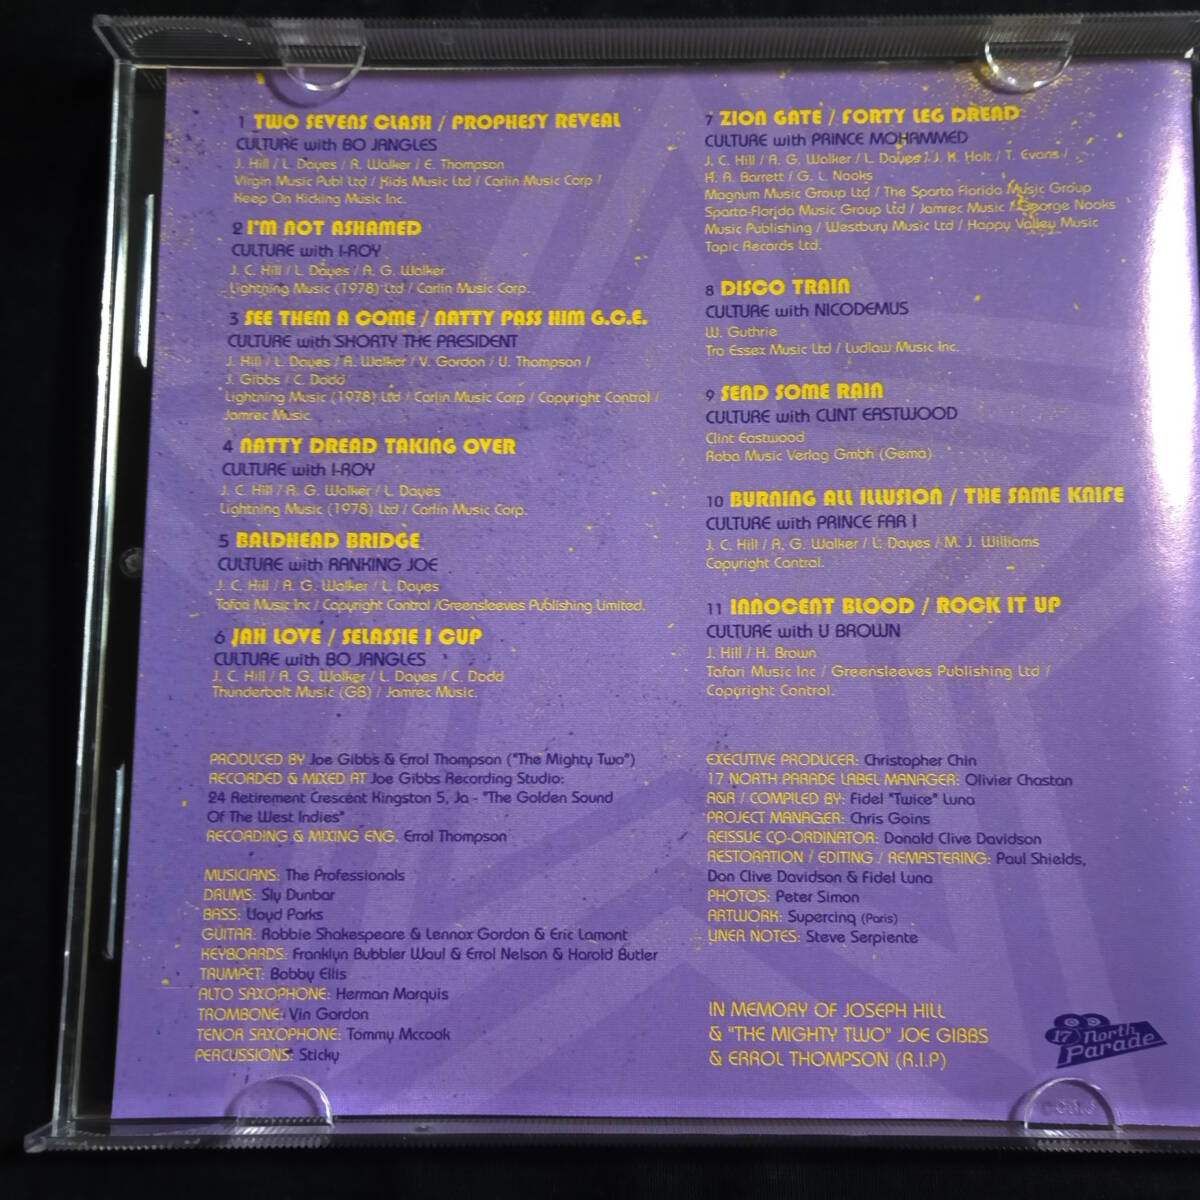 1 TWO SEVENS CLASH / PROPHESY REVEAL
CULTURE with BO JANGLES
J. Hill / L. Dayes / R. Walker / E. Thompson
Virgin Music Publ Ltd / Kids Music Ltd / Carlin Music Corp /
Keep On Kicking Music Inc.
2 I'M NOT ASHAMED
CULTURE with I-ROY
J. C. Hill / L. Dayes / A. G. Walker
Lightning Music (1978) Ltd / Carlin Music Corp.
3 SEE THEM A COME / NATTY PASS HIM G.C.E.
CULTURE with SHORTY THE PRESIDENT
J. Hill / L. Dayes / A. Walker / V. Gordon / U. Thompson /
J. Gibbs / C. Dodd
Lightning Music (1978) Ltd / Carlin Music Corp / Copyright Control /
Jamrec Music.
4 NATTY DREAD TAKING OVER
CULTURE with I-ROY
J. C. Hill / A. G. Walker / L. Dayes
Lightning Music (1978) Ltd / Carlin Music Corp.
5 BALDHEAD BRIDGE
CULTURE with RANKING JOE
J. C. Hill / A. G. Walker / L. Dayes
Tafari Music Inc / Copyright Control /Greensleeves Publishing Limited.
6 JAH LOVE / SELASSIE I CUP
CULTURE with BO JANGLES
J. C. Hill / A. G. Walker / L. Dayes / C. Dodd
Thunderbolt Music (GB) / Jamrec Music.
7 ZION GATE / FORTY LEG DREAD
CULTURE with PRINCE MOHAMMED
J. C. Hill / A. G. Walker / L. Dayes / J. K. Holt / T. Evans /
H. A. Barrett / G. L. Nooks
Magnum Music Group Ltd / The Sparta Florida Music Group
Sparta-Florida Music Group Ltd / Jamrec Music / George Nooks
Music Publishing / Westbury Music Ltd / Happy Valley Music
Topic Records Ltd.
8 DISCO TRAIN
CULTURE with NICODEMUS
W. Guthrie
Tro Essex Music Ltd / Ludlow Music Inc.
9 SEND SOME RAIN
CULTURE with CLINT EASTWOOD
Clint Eastwood
Roba Music Verlag Gmbh (Gema)
10 BURNING ALL ILLUSION / THE SAME KNIFE
CULTURE with PRINCE FAR I
J. C. Hill / A. G. Walker / L. Dayes / M. J. Williams
Copyright Control.
11 INNOCENT BLOOD / ROCK IT UP
CULTURE with U BROWN
J. Hill / H. Brown
Tafari Music Inc / Greensleeves Publishing Ltd /
Copyright Control.
PRODUCED BY Joe Gibbs & Errol Thompson ("The Mighty Two")
RECORDED & MIXED AT Joe Gibbs Recording Studio:
24 Retirement Crescent Kingston 5, Ja - "The Golden Sound
Of The West Indies"
RECORDING & MIXING ENG. Errol Thompson
MUSICIANS: The Professionals
DRUMS: Sly Dunbar
BASS: Lloyd Parks
GUITAR: Robbie Shakespeare & Lennox Gordon & Eric Lamont
KEYBOARDS: Franklyn Bubbler Waul & Errol Nelson & Harold Butler
TRUMPET: Bobby Ellis
ALTO SAXOPHONE: Herman Marquis
TROMBONE: Vin Gordon
TENOR SAXOPHONE: Tommy Mccook
PERCUSSIONS: Sticky
EXECUTIVE PRODUCER: Christopher Chin
17 NORTH PARADE LABEL MANAGER: Olivier Chastan
A&R / COMPILED BY: Fidel "Twice" Luna
PROJECT MANAGER: Chris Goins
REISSUE CO-ORDINATOR: Donald Clive Davidson
RESTORATION / EDITING / REMASTERING: Paul Shields,
Don Clive Davidson & Fidel Luna
PHOTOS: Peter Simon
ARTWORK: Supercinq (Paris)
LINER NOTES: Steve Serpiente
IN MEMORY OF JOSEPH HILL
& "THE MIGHTY TWO" JOE GIBBS
& ERROL THOMPSON (R.I.P)
17 North
Parade